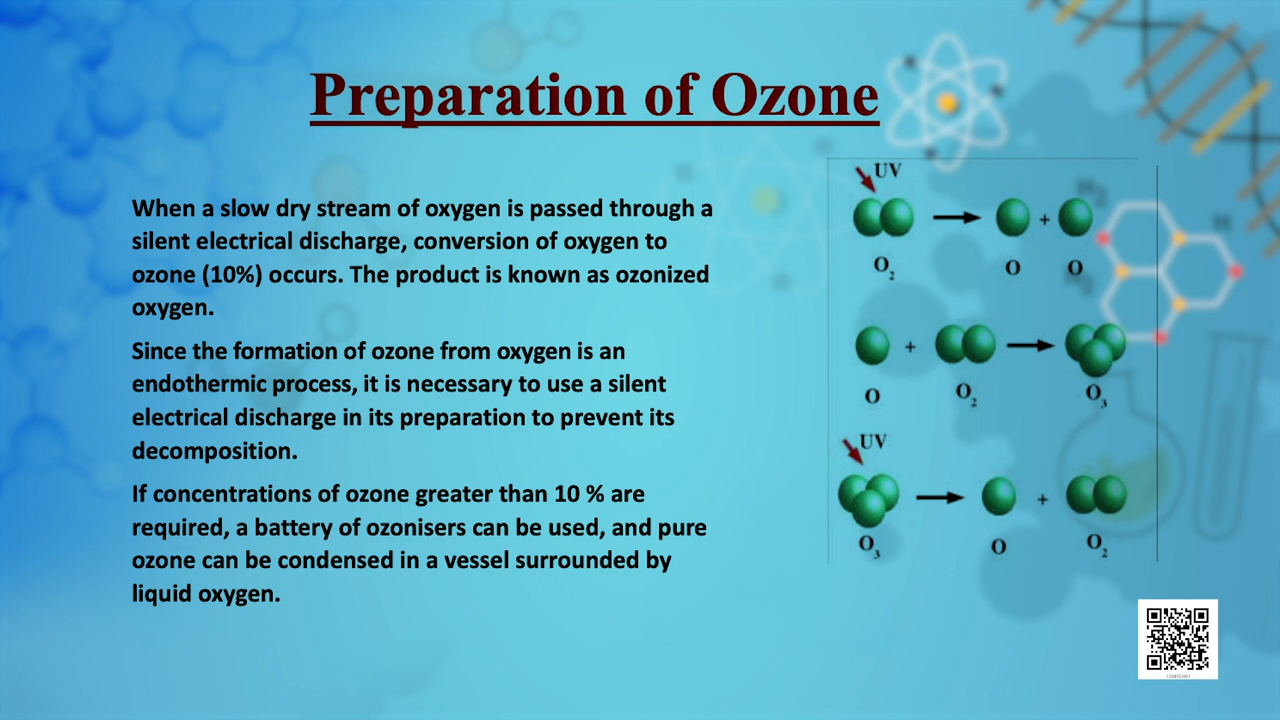 Preparation of Ozone
When a slow dry stream of oxygen is passed through a
silent electrical discharge, conversion of oxygen to
ozone (10%) occurs. The product is known as ozonized
oxygen.
Since the formation of ozone from oxygen is an
endothermic process, it is necessary to use a silent
electrical discharge in its preparation to prevent its
decomposition.
If concentrations of ozone greater than 10 % are
required, a battery of ozonisers can be used, and pure
ozone can be condensed in a vessel surrounded by
liquid oxygen.
UV
+
O₂ O O
+
O O₂ O₃
UV
+
O₃ O O₂